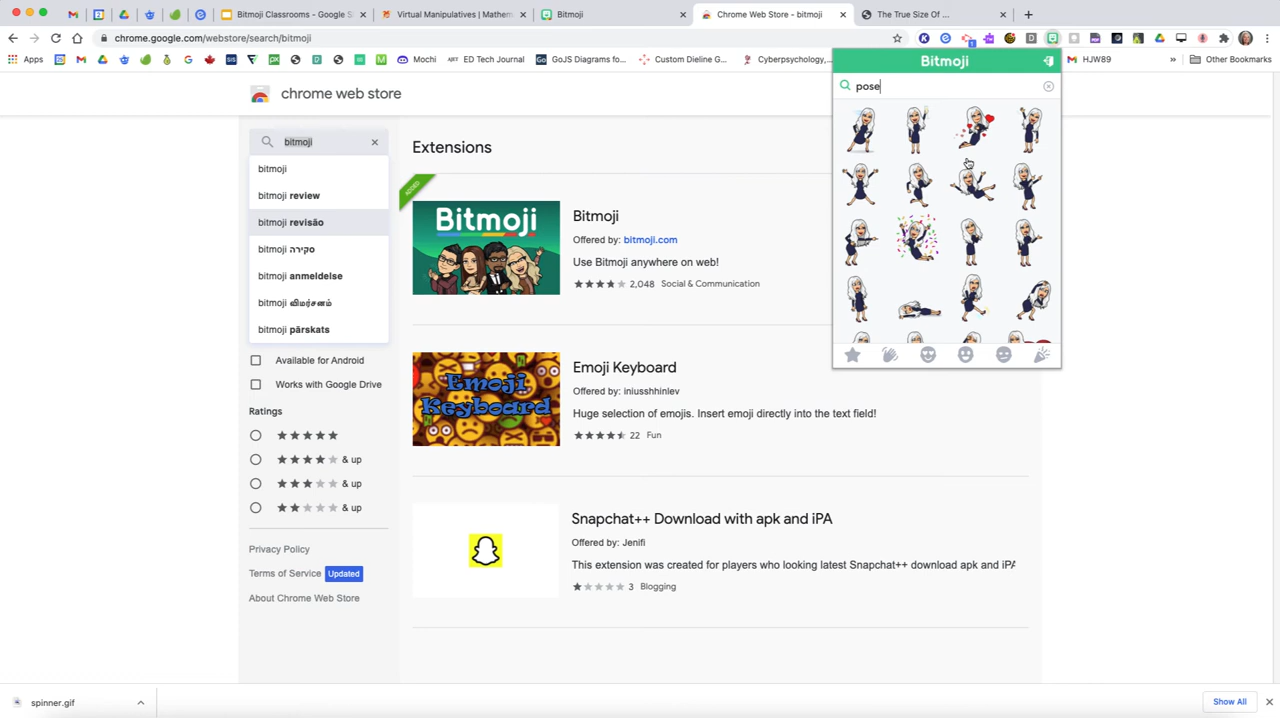 Bitmoji Classrooms - Google S
Virtual Manipulatives | Mathem
Bitmoji
Chrome Web Store - bitmoji
The True Size Of ...
chrome.google.com/webstore/search/bitmoji
Apps
Mochi
ED Tech Journal
GoJS Diagrams fo...
Custom Dieline G...
Cyberpsychology,...
HJW89
Other Bookmarks
chrome web store
bitmoji
bitmoji
bitmoji review
bitmoji revisão
bitmoji סקירה
bitmoji anmeldelse
bitmoji விமர்சனம்
bitmoji pārskats
Available for Android
Works with Google Drive
Ratings
& up
& up
& up
Privacy Policy
Terms of Service Updated
About Chrome Web Store
Extensions
ADDED
Bitmoji
Bitmoji
Offered by: bitmoji.com
Use Bitmoji anywhere on web!
2,048 Social & Communication
Emoji
Keyboard
Emoji Keyboard
Offered by: iniusshhinlev
Huge selection of emojis. Insert emoji directly into the text field!
22 Fun
Snapchat++ Download with apk and iPA
Offered by: Jenifi
This extension was created for players who looking latest Snapchat++ download apk and iPA
3 Blogging
Bitmoji
pose
spinner.gif
Show All